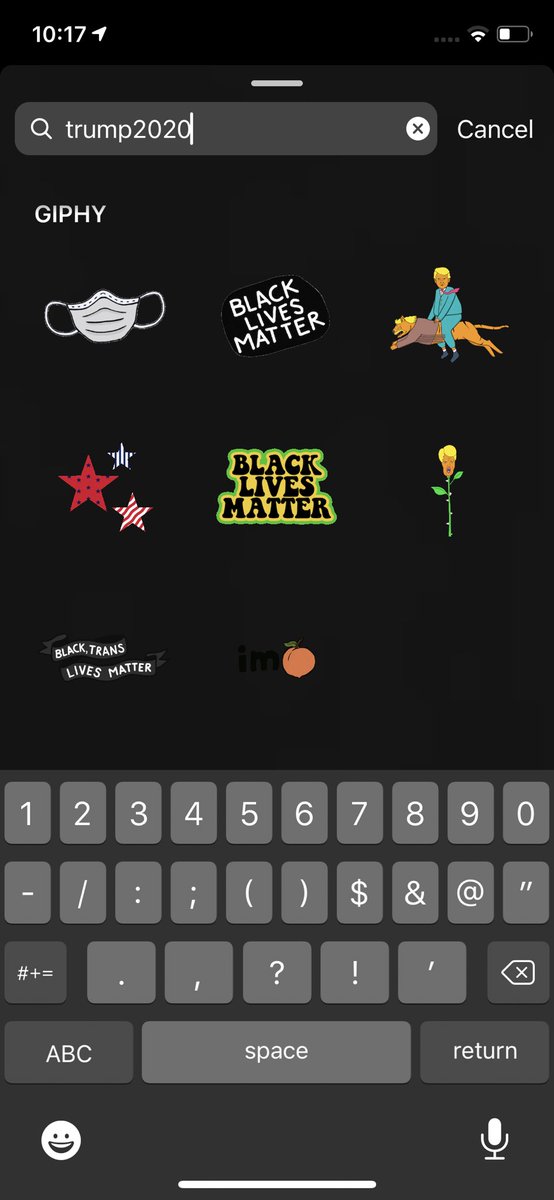 10:17
trump2020
Cancel
GIPHY
BLACK
LIVES
MATTER
BLACK
LIVES
MATTER
BLACK, TRANS
LIVES MATTER
im
1 2 3 4 5 6 7 8 9 0
- / : ; ( ) $ & @ "
#+= . , ? ! '
ABC space return